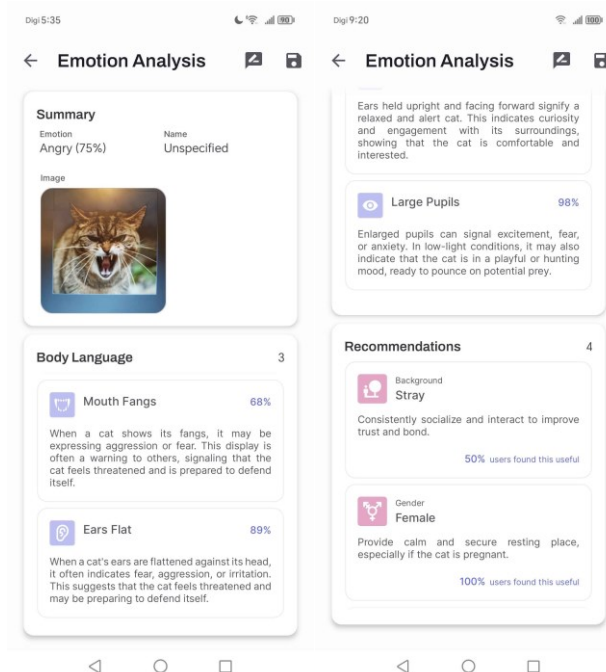 Digi 5:35
90
Emotion Analysis
Summary
Emotion
Angry (75%)
Name
Unspecified
Image
Body Language 3
Mouth Fangs 68%
When a cat shows its fangs, it may be
expressing aggression or fear. This display is
often a warning to others, signaling that the
cat feels threatened and is prepared to defend
itself.
Ears Flat 89%
When a cat's ears are flattened against its head,
it often indicates fear, aggression, or irritation.
This suggests that the cat feels threatened and
may be preparing to defend itself.
Digi 9:20
100
Emotion Analysis
Ears held upright and facing forward signify a
relaxed and alert cat. This indicates curiosity
and engagement with its surroundings,
showing that the cat is comfortable and
interested.
Large Pupils 98%
Enlarged pupils can signal excitement, fear,
or anxiety. In low-light conditions, it may also
indicate that the cat is in a playful or hunting
mood, ready to pounce on potential prey.
Recommendations 4
Background
Stray
Consistently socialize and interact to improve
trust and bond.
50% users found this useful
Gender
Female
Provide calm and secure resting place,
especially if the cat is pregnant.
100% users found this useful